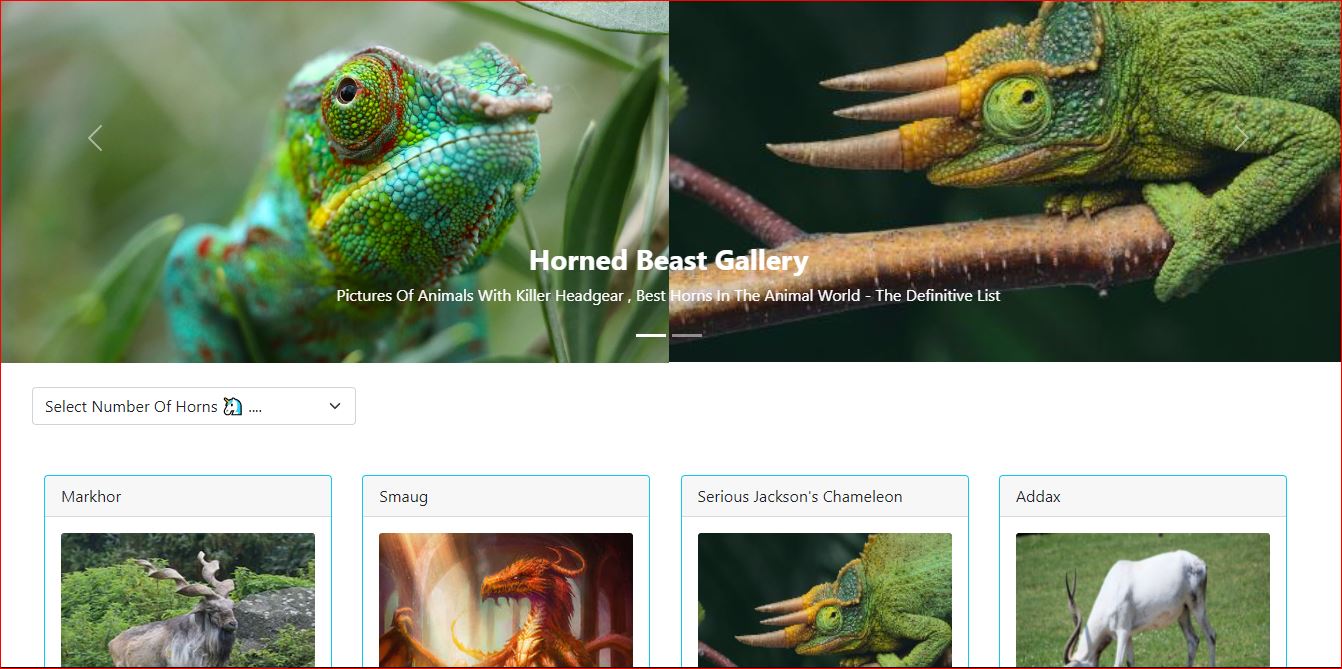 Horned Beast Gallery
Pictures Of Animals With Killer Headgear , Best Horns In The Animal World - The Definitive List
Select Number Of Horns 🦄 ....
Markhor
Smaug
Serious Jackson's Chameleon
Addax